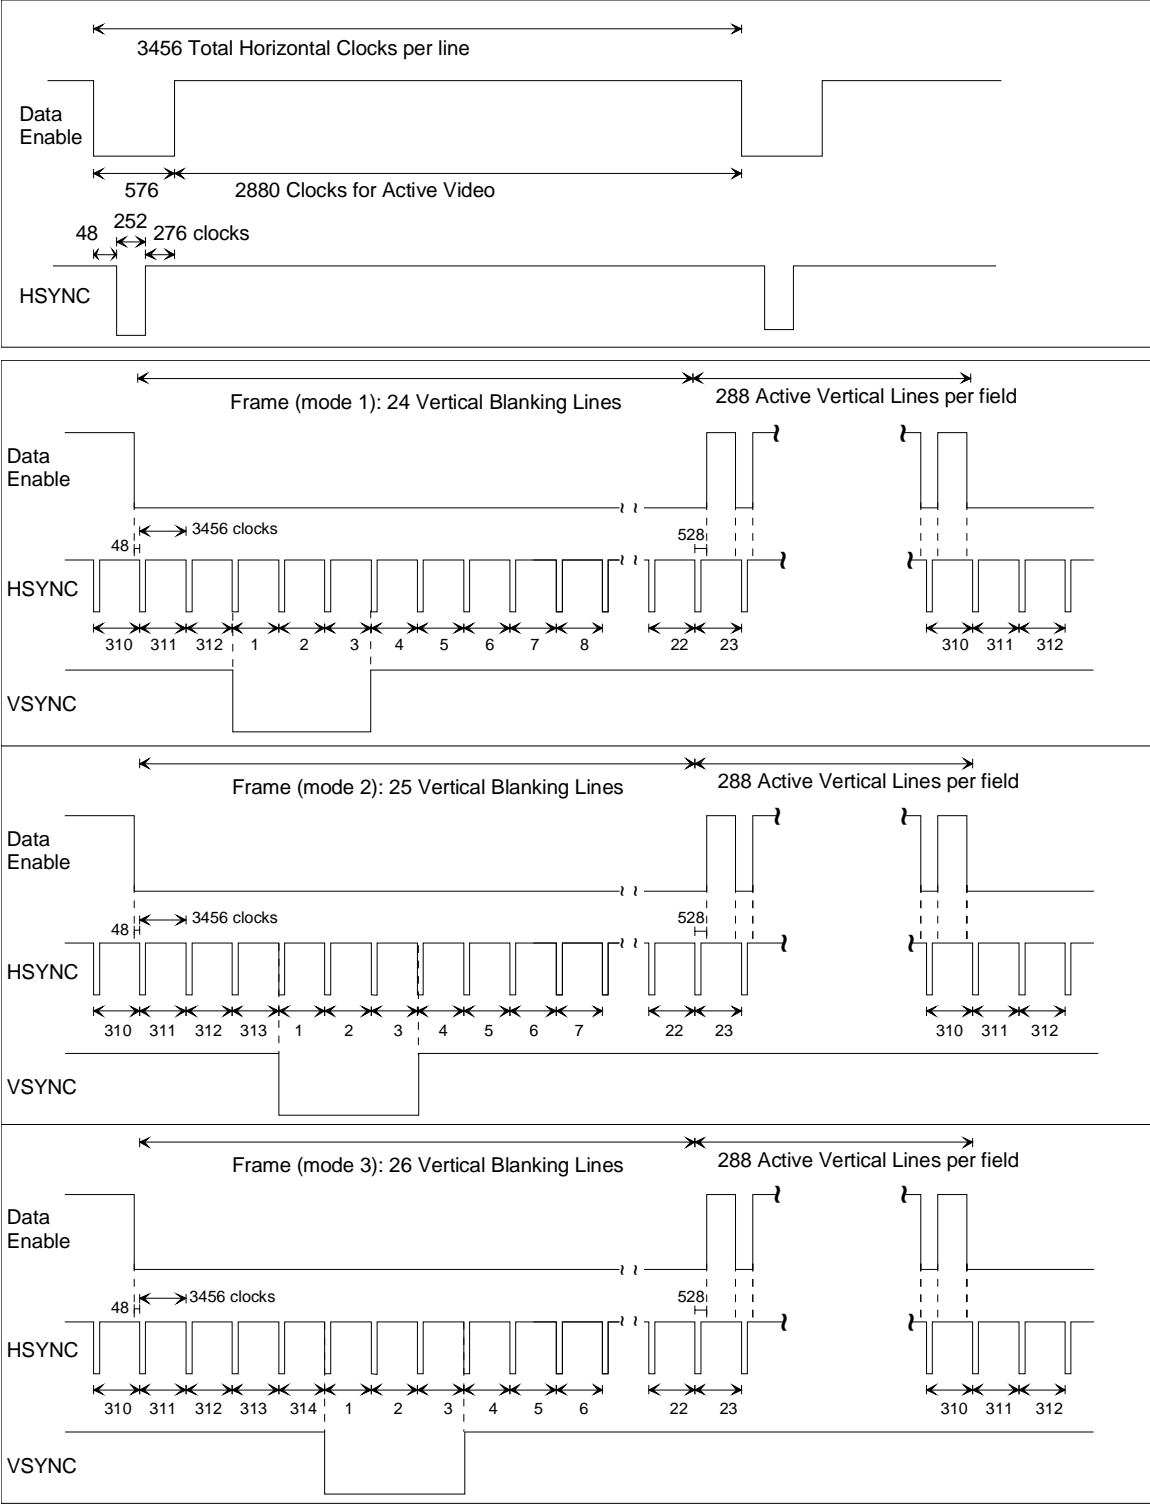 3456 Total Horizontal Clocks per line
Data
Enable
576
2880 Clocks for Active Video
48
252
276 clocks
HSYNC
Frame (mode 1): 24 Vertical Blanking Lines
288 Active Vertical Lines per field
Data
Enable
48
3456 clocks
528
HSYNC
310 311 312 1 2 3 4 5 6 7 8 22 23 310 311 312
VSYNC
Frame (mode 2): 25 Vertical Blanking Lines
288 Active Vertical Lines per field
Data
Enable
48
3456 clocks
528
HSYNC
310 311 312 313 1 2 3 4 5 6 7 22 23 310 311 312
VSYNC
Frame (mode 3): 26 Vertical Blanking Lines
288 Active Vertical Lines per field
Data
Enable
48
3456 clocks
528
HSYNC
310 311 312 313 314 1 2 3 4 5 6 22 23 310 311 312
VSYNC